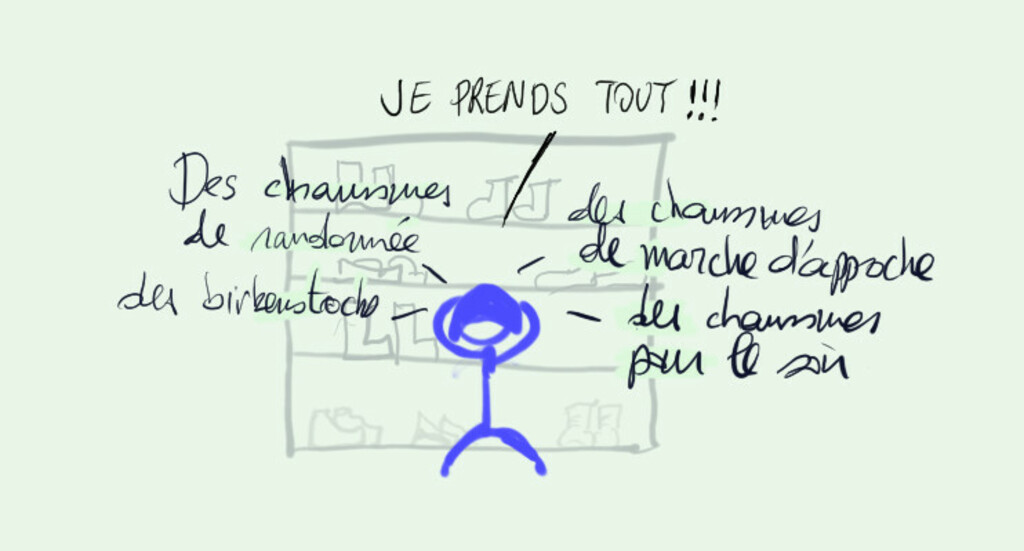 JE PRENDS TOUT !!!
Des chaussures
de randonnée
des birkenstocks
des chaussures
de marche d'approche
des chaussures
pour le soir